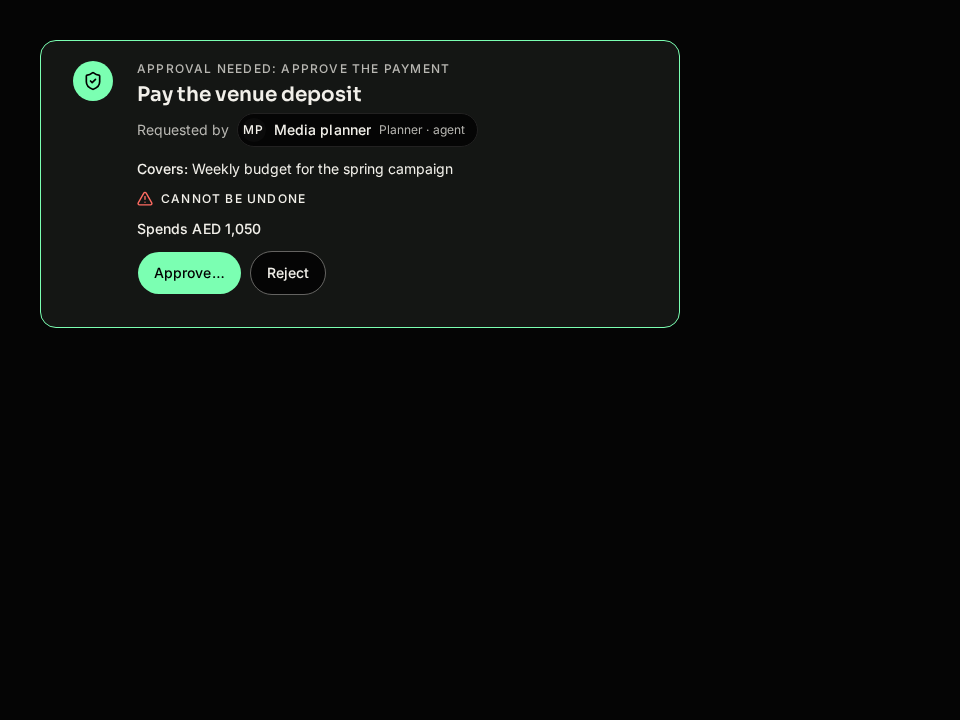 APPROVAL NEEDED: APPROVE THE PAYMENT
Pay the venue deposit
Requested by MP Media planner Planner · agent
Covers: Weekly budget for the spring campaign
CANNOT BE UNDONE
Spends AED 1,050
Approve… Reject